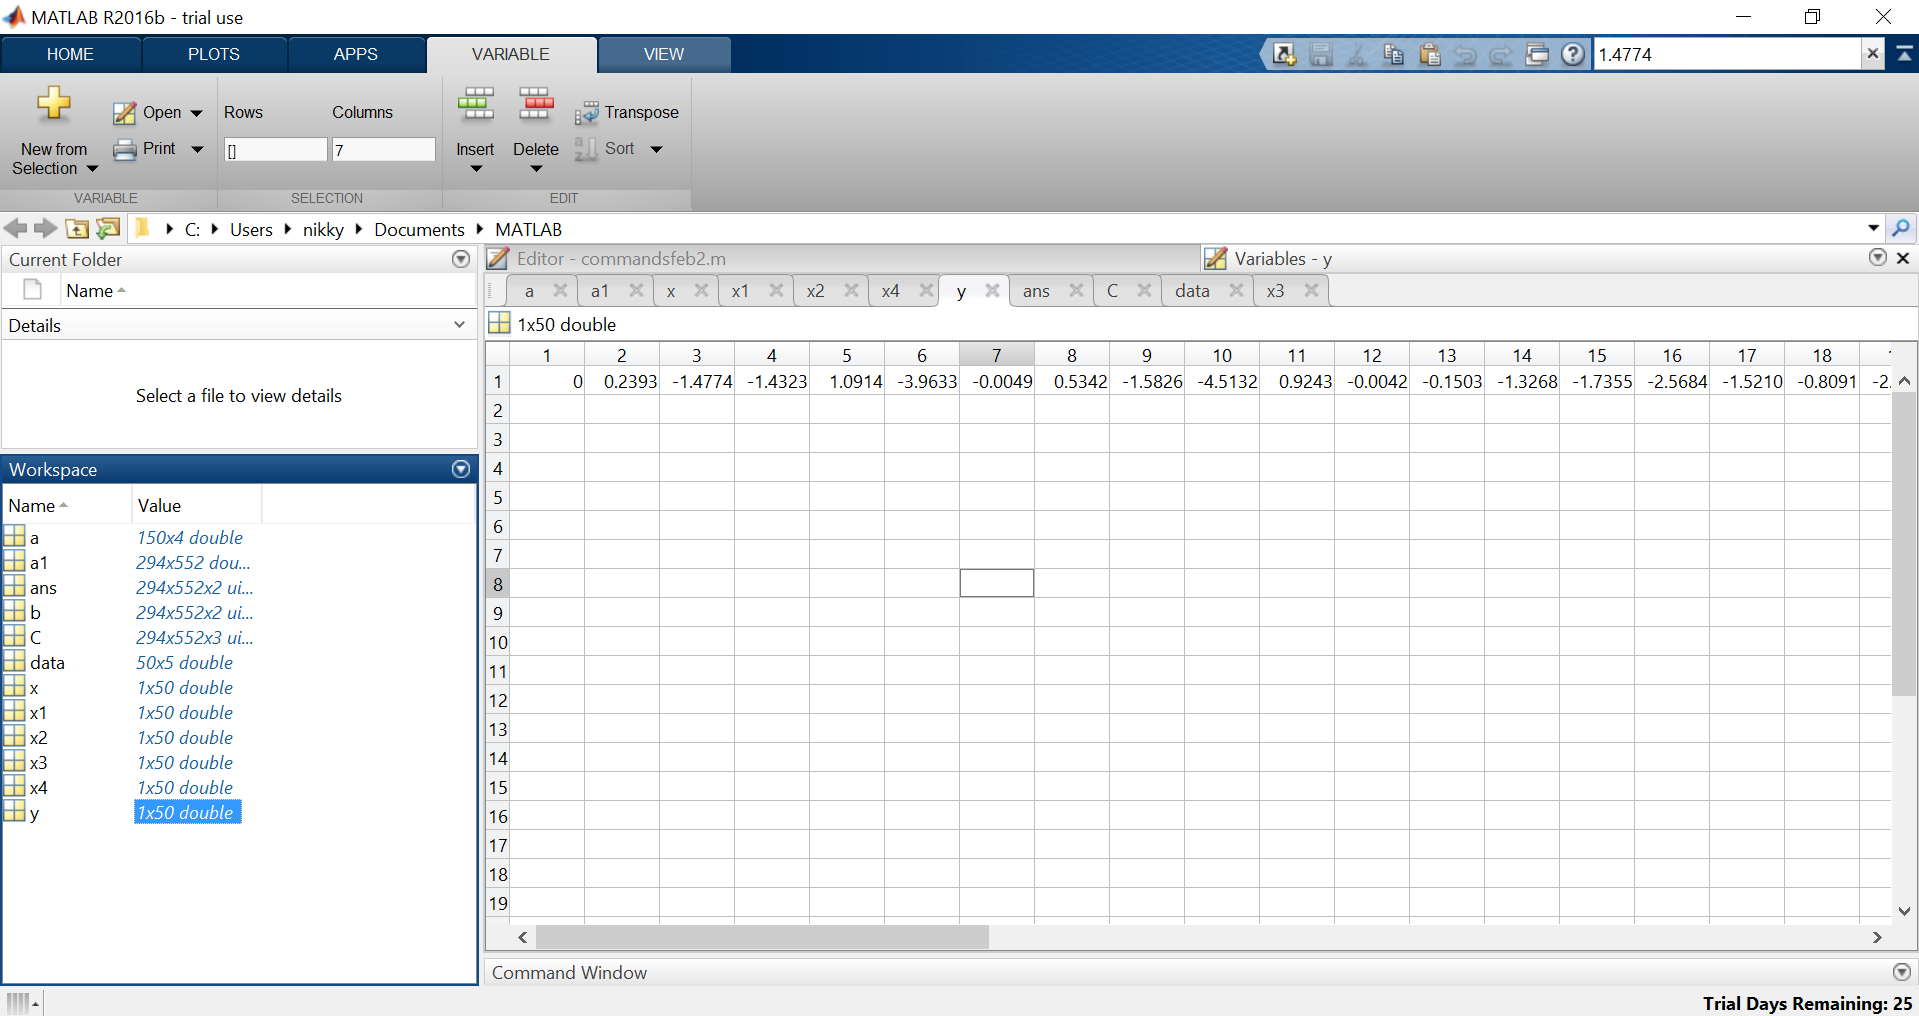 MATLAB R2016b - trial use
HOME PLOTS APPS VARIABLE VIEW 1.4774
New from Selection Open Print Rows Columns Insert Delete Transpose Sort
[] 7
VARIABLE SELECTION EDIT
C: Users nikky Documents MATLAB
Current Folder
Name
Details
Select a file to view details
Workspace
Name Value
a 150x4 double
a1 294x552 dou...
ans 294x552x2 ui...
b 294x552x2 ui...
C 294x552x3 ui...
data 50x5 double
x 1x50 double
x1 1x50 double
x2 1x50 double
x3 1x50 double
x4 1x50 double
y 1x50 double
Editor - commandsfeb2.m Variables - y
a a1 x x1 x2 x4 y ans C data x3
1x50 double
1 2 3 4 5 6 7 8 9 10 11 12 13 14 15 16 17 18
1 0 0.2393 -1.4774 -1.4323 1.0914 -3.9633 -0.0049 0.5342 -1.5826 -4.5132 0.9243 -0.0042 -0.1503 -1.3268 -1.7355 -2.5684 -1.5210 -0.8091 -2.
2
3
4
5
6
7
8
9
10
11
12
13
14
15
16
17
18
19
Command Window
Trial Days Remaining: 25